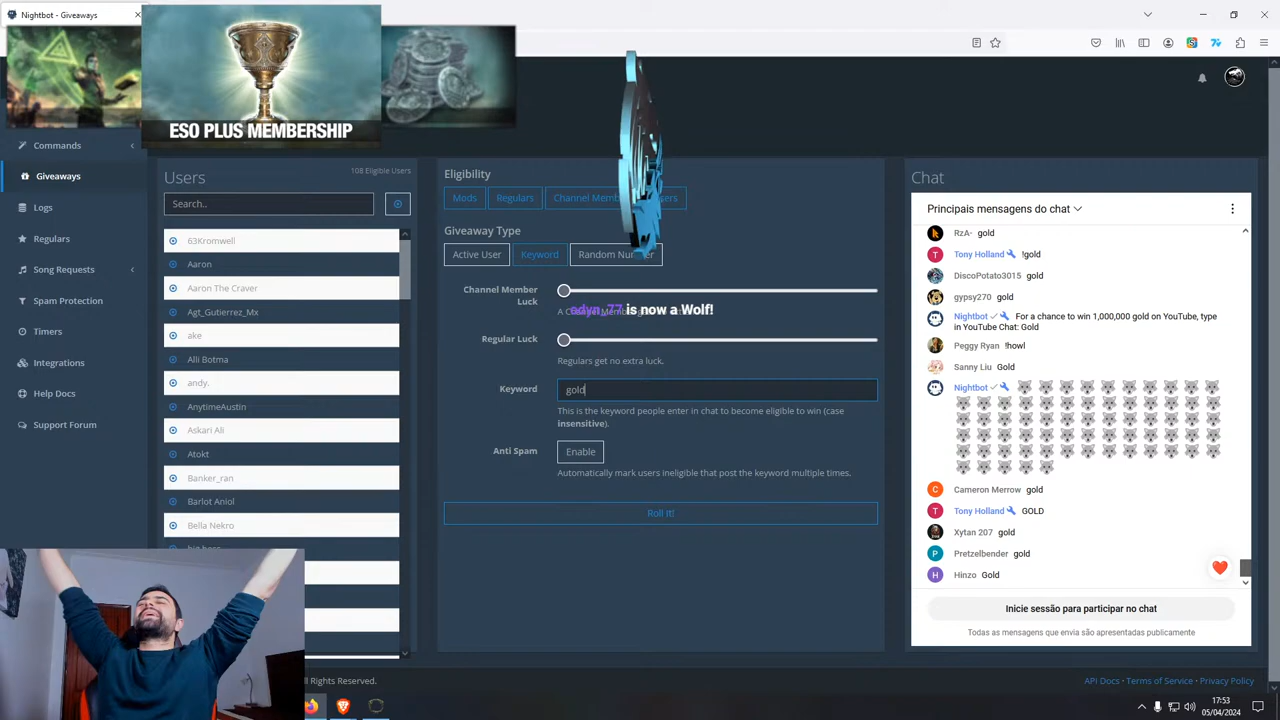 Nightbot - Giveaways
ESO PLUS MEMBERSHIP
Commands
Giveaways
Logs
Regulars
Song Requests
Spam Protection
Timers
Integrations
Help Docs
Support Forum
Users
108 Eligible Users
Search..
63Kromwell
Aaron
Aaron The Craver
Agt_Gutierrez_Mx
ake
Alli Botma
andy.
AnytimeAustin
Askari Ali
Atokt
Banker_ran
Barlot Aniol
Bella Nekro
Eligibility
Mods
Regulars
Channel
Giveaway Type
Active User
Keyword
Random
Channel Member
Luck
is now a Wolf!
Regular Luck
Regulars get no extra luck.
Keyword
gold
This is the keyword people enter in chat to become eligible to win (case
insensitive).
Anti Spam
Enable
Automatically mark users ineligible that post the keyword multiple times.
Roll It!
Chat
Principais mensagens do chat
RzA- gold
Tony Holland !gold
DiscoPotato3015 gold
gypsy270 gold
Nightbot For a chance to win 1,000,000 gold on YouTube, type
in YouTube Chat: Gold
Peggy Ryan !howl
Sanny Liu Gold
Nightbot
Cameron Merrow gold
Tony Holland GOLD
Xytan 207 gold
Pretzelbender gold
Hinzo Gold
Inicie sessão para participar no chat
Todas as mensagens que envia são apresentadas publicamente
ll Rights Reserved.
API Docs - Terms of Service - Privacy Policy
17:53
05/04/2024